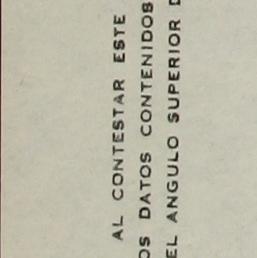 AL CONTESTAR ESTE
OS DATOS CONTENIDOS
EL ANGULO SUPERIOR D